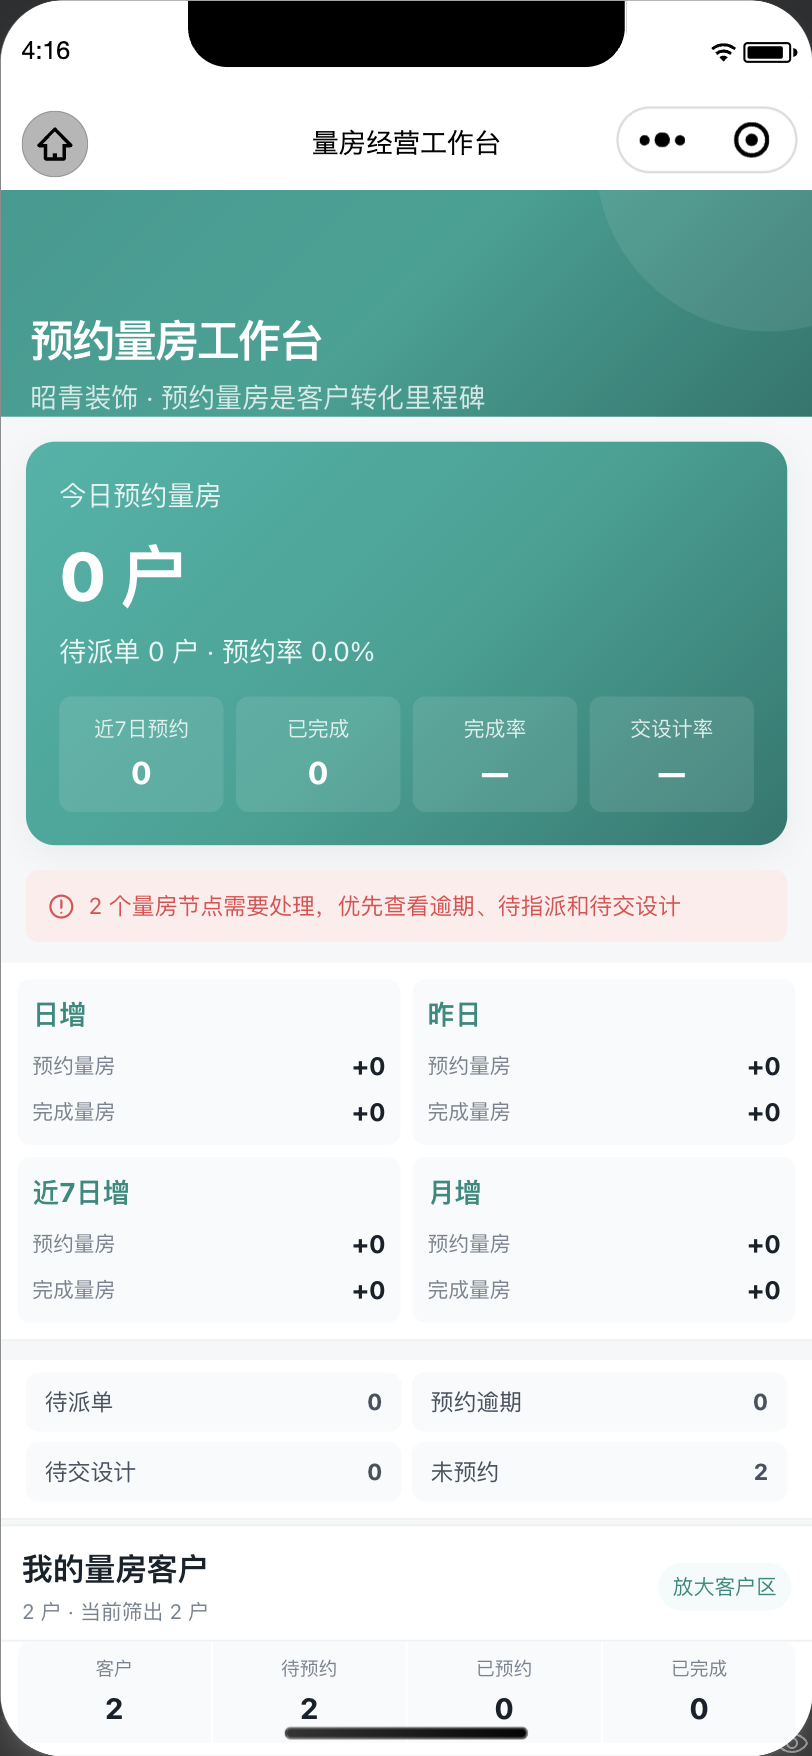 4:16
量房经营工作台
预约量房工作台
昭青装饰 · 预约量房是客户转化里程碑
今日预约量房
0 户
待派单 0 户 · 预约率 0.0%
近7日预约 已完成 完成率 交设计率
0 0 — —
2 个量房节点需要处理，优先查看逾期、待指派和待交设计
日增 昨日
预约量房 +0 预约量房 +0
完成量房 +0 完成量房 +0
近7日增 月增
预约量房 +0 预约量房 +0
完成量房 +0 完成量房 +0
待派单 0 预约逾期 0
待交设计 0 未预约 2
我的量房客户
放大客户区
2 户 · 当前筛出 2 户
客户 待预约 已预约 已完成
2 2 0 0